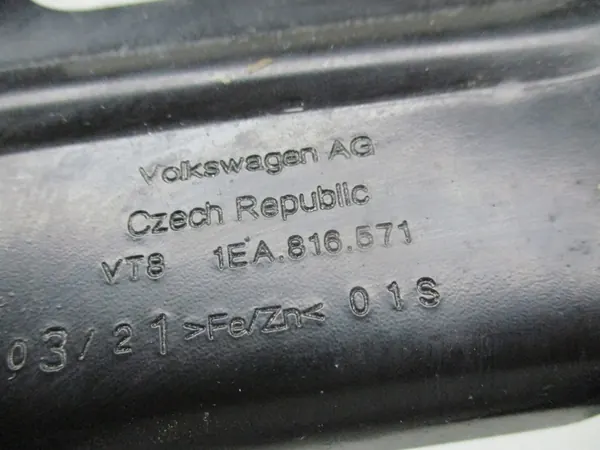 Volkswagen AG
Czech Republic
VT8 1EA.816.571
03/21 >Fe/Zn< 01S